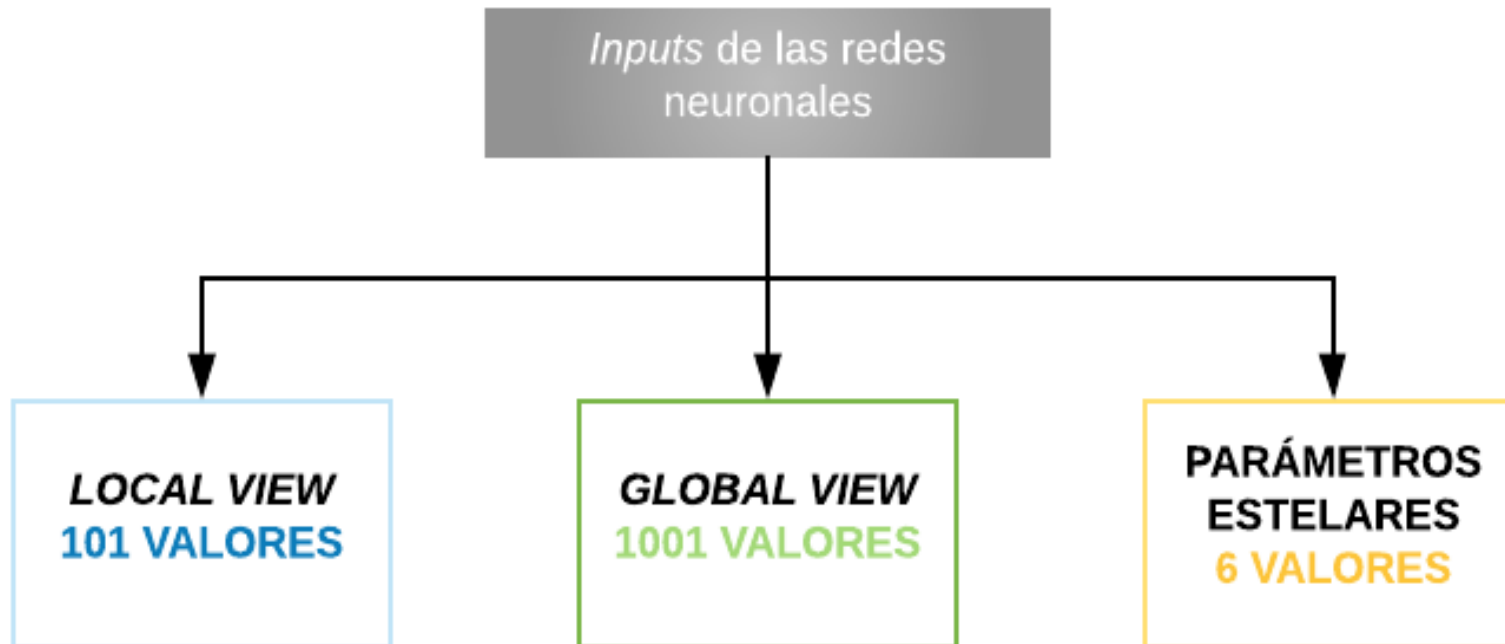 Inputs de las redes
neuronales
LOCAL VIEW
101 VALORES
GLOBAL VIEW
1001 VALORES
PARÁMETROS
ESTELARES
6 VALORES